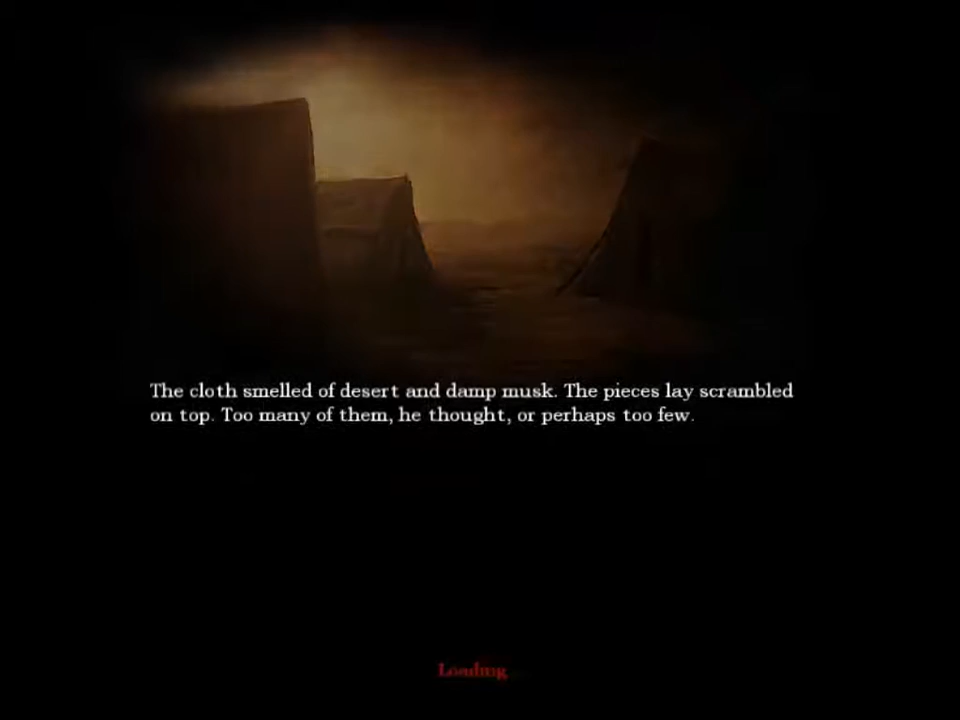 The cloth smelled of desert and damp musk. The pieces lay scrambled
on top. Too many of them, he thought, or perhaps too few.
Loading